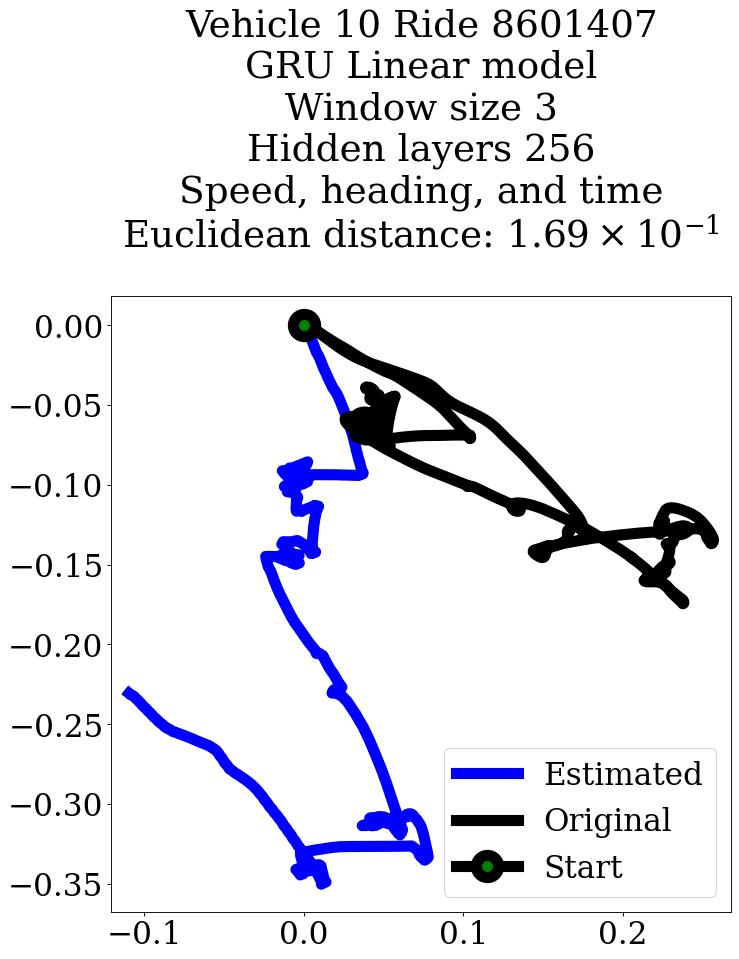 Vehicle 10 Ride 8601407
GRU Linear model
Window size 3
Hidden layers 256
Speed, heading, and time
Euclidean distance: 1.69 × 10⁻¹
0.00
−0.05
−0.10
−0.15
−0.20
−0.25
−0.30
−0.35
Estimated
Original
Start
−0.1 0.0 0.1 0.2